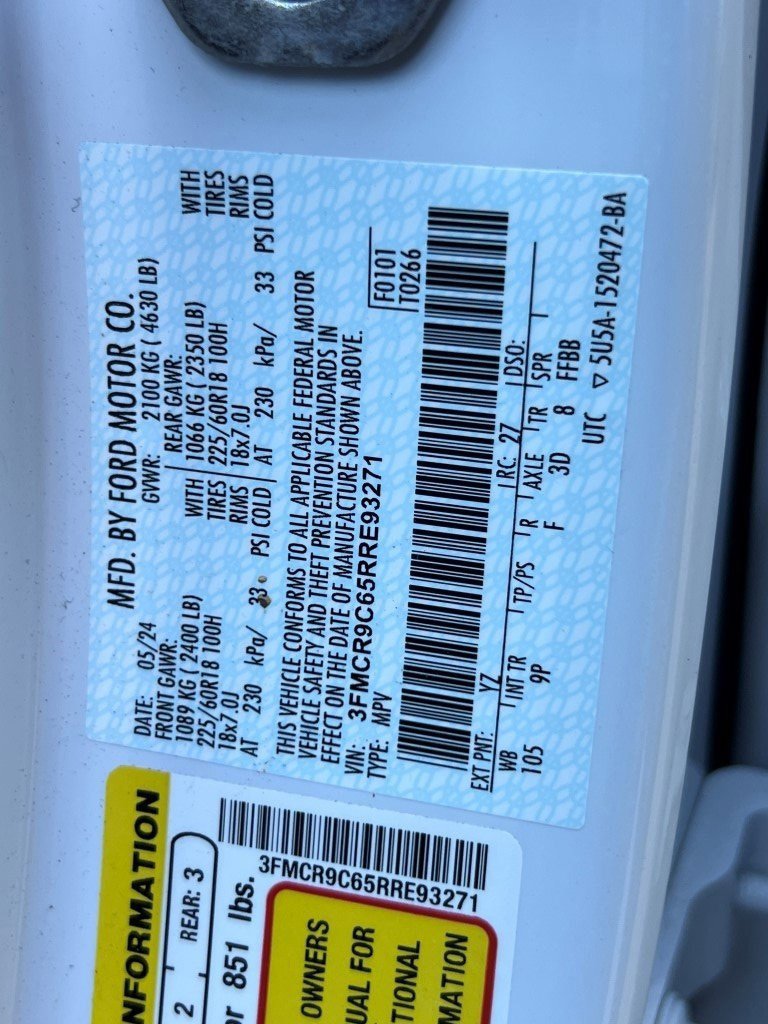 MFD. BY FORD MOTOR CO.
DATE: 05/24 GVWR: 2100 KG ( 4630 LB)
FRONT GAWR: REAR GAWR:
1089 KG ( 2400 LB) WITH 1066 KG ( 2350 LB) WITH
225/60R18 100H TIRES 225/60R18 100H TIRES
18x7.0J RIMS 18x7.0J RIMS
AT 230 kPa/ 33 PSI COLD AT 230 kPa/ 33 PSI COLD
THIS VEHICLE CONFORMS TO ALL APPLICABLE FEDERAL MOTOR
VEHICLE SAFETY AND THEFT PREVENTION STANDARDS IN
EFFECT ON THE DATE OF MANUFACTURE SHOWN ABOVE.
VIN: 3FMCR9C65RRE93271
TYPE: MPV
F0101
T0266
EXT PNT: YZ RC: 27 DSO:
WB INT TR TP/PS R AXLE TR SPR
105 9P F 3D 8 FFBB
UTC ▽ 5U5A-1520472-BA
NFORMATION
2 REAR: 3
or 851 lbs.
3FMCR9C65RRE93271
OWNERS
UAL FOR
TIONAL
MATION